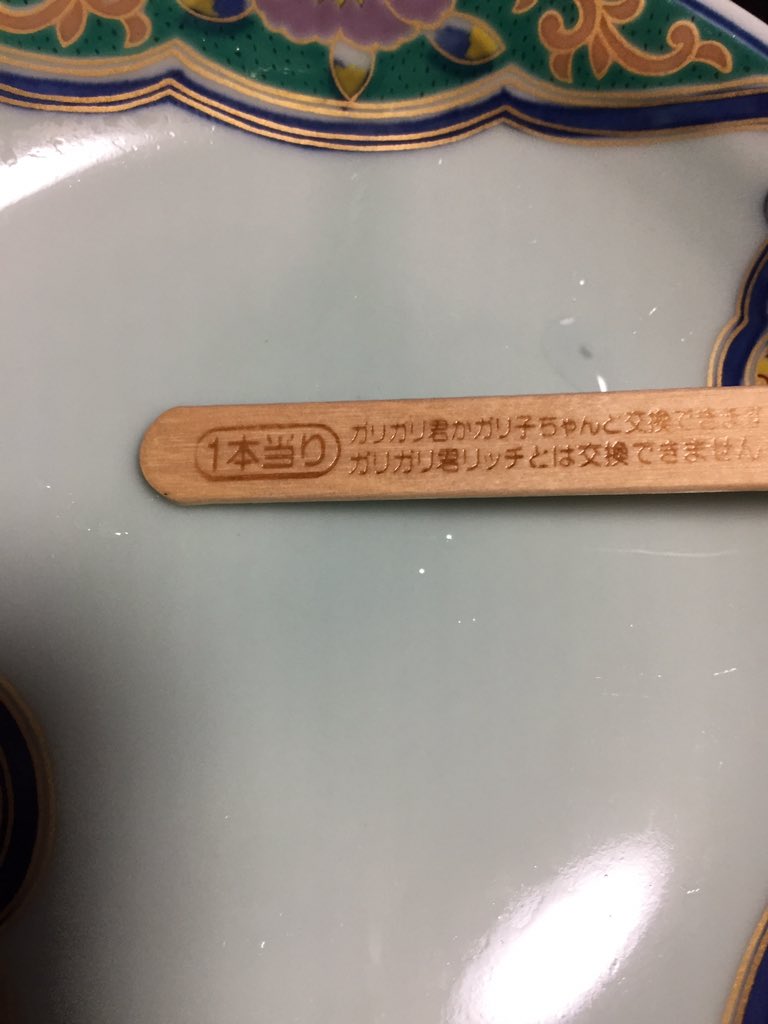 1本当り
ガリガリ君かガリ子ちゃんと交換できます
ガリガリ君リッチとは交換できません